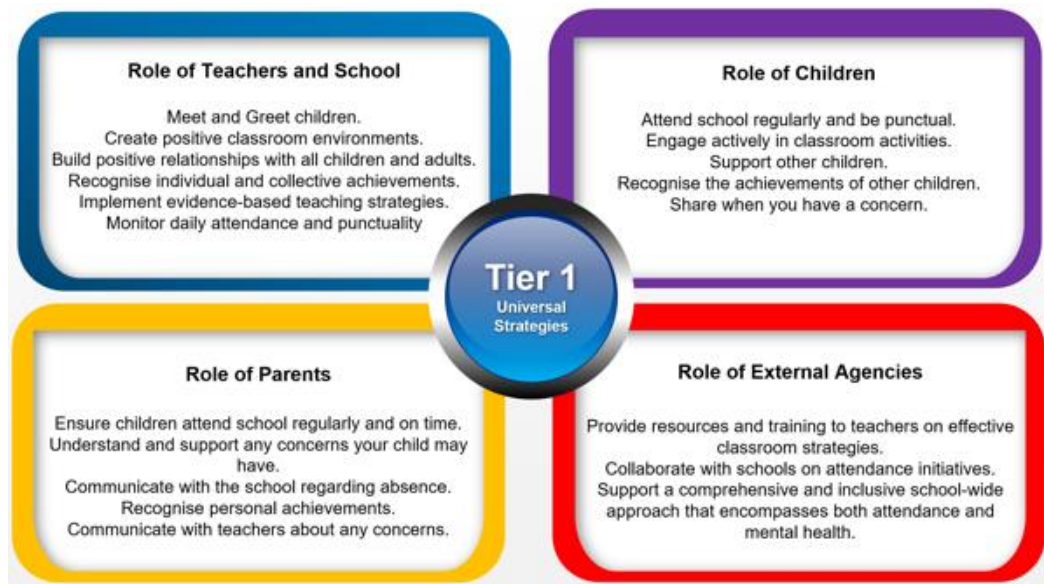 Role of Teachers and School
Meet and Greet children.
Create positive classroom environments.
Build positive relationships with all children and adults.
Recognise individual and collective achievements.
Implement evidence-based teaching strategies.
Monitor daily attendance and punctuality
Role of Children
Attend school regularly and be punctual.
Engage actively in classroom activities.
Support other children.
Recognise the achievements of other children.
Share when you have a concern.
Tier 1
Universal
Strategies
Role of Parents
Ensure children attend school regularly and on time.
Understand and support any concerns your child may
have.
Communicate with the school regarding absence.
Recognise personal achievements.
Communicate with teachers about any concerns.
Role of External Agencies
Provide resources and training to teachers on effective
classroom strategies.
Collaborate with schools on attendance initiatives.
Support a comprehensive and inclusive school-wide
approach that encompasses both attendance and
mental health.